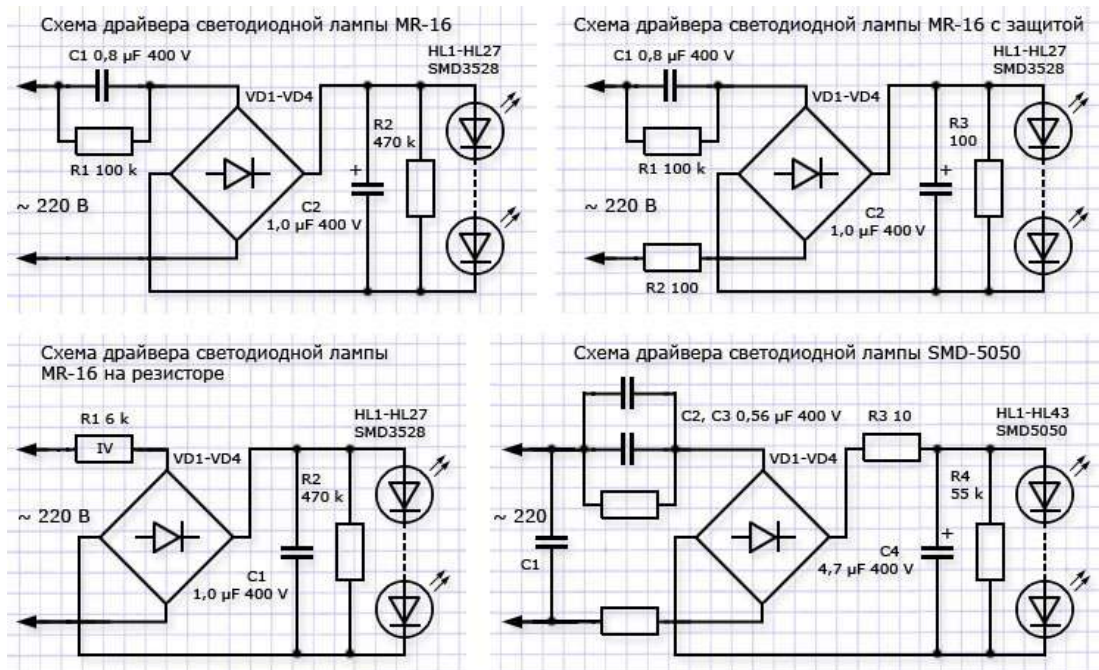 Схема драйвера светодиодной лампы MR-16
C1 0,8 µF 400 V
HL1-HL27
SMD3528
VD1-VD4
R2
470 k
R1 100 k
+
~ 220 В
C2
1,0 µF 400 V
Схема драйвера светодиодной лампы MR-16 с защитой
C1 0,8 µF 400 V
HL1-HL27
SMD3528
VD1-VD4
R3
100
R1 100 k
+
~ 220 В
C2
1,0 µF 400 V
R2 100
Схема драйвера светодиодной лампы
MR-16 на резисторе
R1 6 k
IV
HL1-HL27
SMD3528
VD1-VD4
R2
470 k
~ 220 В
C1
1,0 µF 400 V
Схема драйвера светодиодной лампы SMD-5050
C2, C3 0,56 µF 400 V
R3 10
HL1-HL43
SMD5050
VD1-VD4
R4
55 k
~ 220
+
C1
C4
4,7 µF 400 V